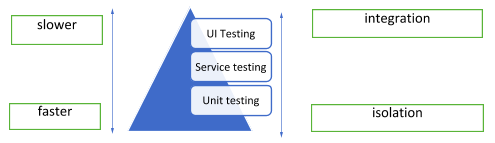 slower
integration
UI Testing
Service testing
Unit testing
faster
isolation